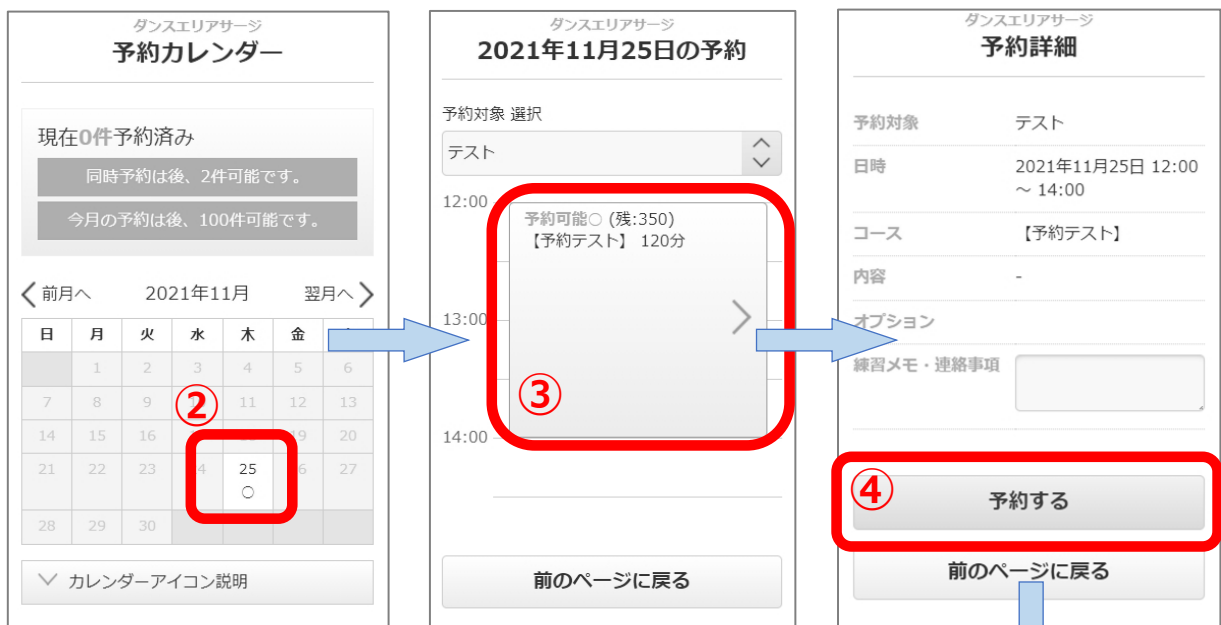 ダンスエリアサージ
予約カレンダー
現在0件予約済み
同時予約は後、2件可能です。
今月の予約は後、100件可能です。
前月へ 2021年11月 翌月へ
日 月 火 水 木 金
1 2 3 4 5 6
7 8 9 11 12 13
②
14 15 16 19 20
21 22 23 4 25 6 27
○
28 29 30
カレンダーアイコン説明
ダンスエリアサージ
2021年11月25日の予約
予約対象 選択
テスト
12:00
予約可能○ (残:350)
【予約テスト】 120分
13:00
③
14:00
前のページに戻る
ダンスエリアサージ
予約詳細
予約対象 テスト
日時 2021年11月25日 12:00
～ 14:00
コース 【予約テスト】
内容 -
オプション
練習メモ・連絡事項
④
予約する
前のページに戻る